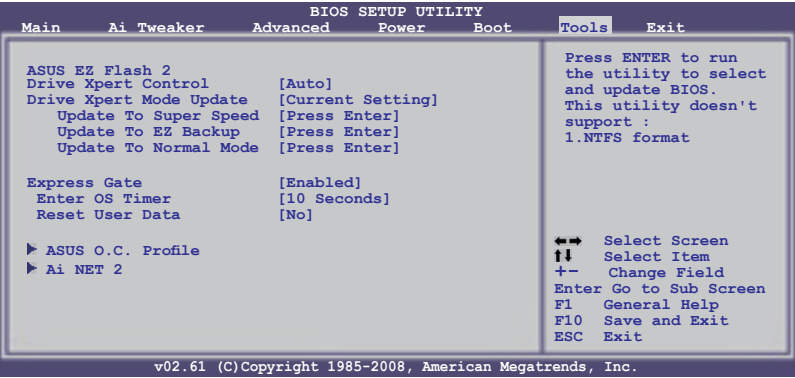 BIOS SETUP UTILITY
Main Ai Tweaker Advanced Power Boot Tools Exit
ASUS EZ Flash 2
Drive Xpert Control [Auto]
Drive Xpert Mode Update [Current Setting]
Update To Super Speed [Press Enter]
Update To EZ Backup [Press Enter]
Update To Normal Mode [Press Enter]
Express Gate [Enabled]
Enter OS Timer [10 Seconds]
Reset User Data [No]
ASUS O.C. Profile
Ai NET 2
Press ENTER to run
the utility to select
and update BIOS.
This utility doesn't
support :
1.NTFS format
←→ Select Screen
↑↓ Select Item
+- Change Field
Enter Go to Sub Screen
F1 General Help
F10 Save and Exit
ESC Exit
v02.61 (C)Copyright 1985-2008, American Megatrends, Inc.